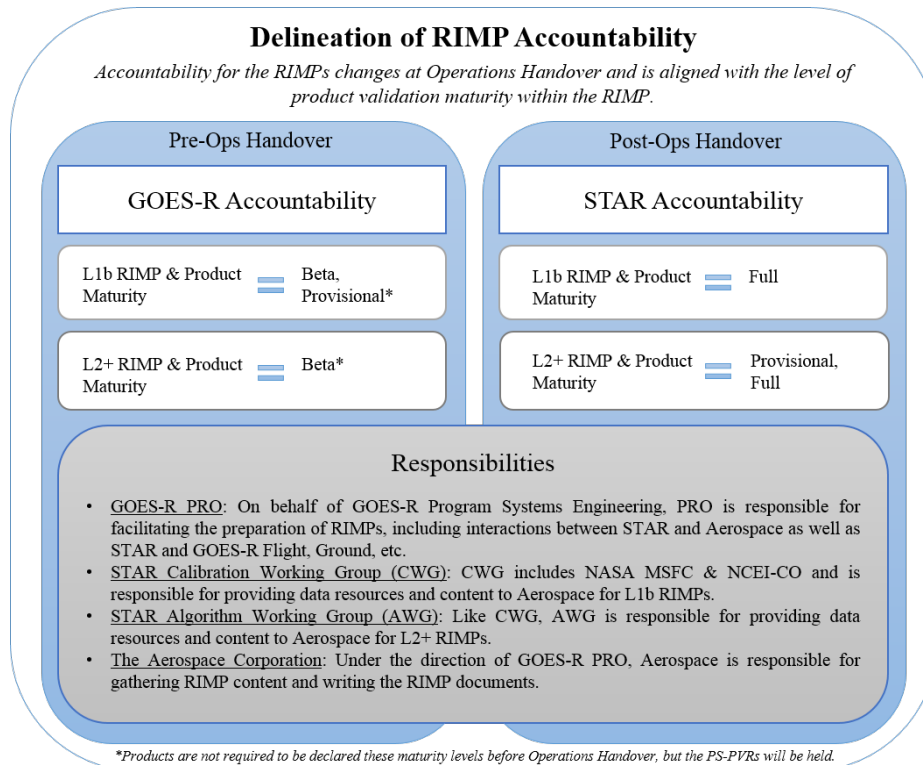 Delineation of RIMP Accountability
Accountability for the RIMPs changes at Operations Handover and is aligned with the level of
product validation maturity within the RIMP.
Pre-Ops Handover
GOES-R Accountability
L1b RIMP & Product
Maturity
Beta,
Provisional*
L2+ RIMP & Product
Maturity
Beta*
Post-Ops Handover
STAR Accountability
L1b RIMP & Product
Maturity
Full
L2+ RIMP & Product
Maturity
Provisional,
Full
Responsibilities
• GOES-R PRO: On behalf of GOES-R Program Systems Engineering, PRO is responsible for
facilitating the preparation of RIMPs, including interactions between STAR and Aerospace as well as
STAR and GOES-R Flight, Ground, etc.
• STAR Calibration Working Group (CWG): CWG includes NASA MSFC & NCEI-CO and is
responsible for providing data resources and content to Aerospace for L1b RIMPs.
• STAR Algorithm Working Group (AWG): Like CWG, AWG is responsible for providing data
resources and content to Aerospace for L2+ RIMPs.
• The Aerospace Corporation: Under the direction of GOES-R PRO, Aerospace is responsible for
gathering RIMP content and writing the RIMP documents.
*Products are not required to be declared these maturity levels before Operations Handover, but the PS-PVRs will be held.